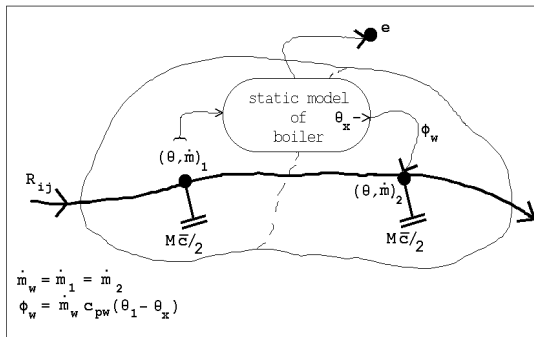 e
static model
of
boiler
θx
ϕw
(θ,ṁ)1
Rij
(θ,ṁ)2
Mc̄/2
Mc̄/2
ṁw = ṁ1 = ṁ2
ϕw = ṁw cpw(θ1 - θx)